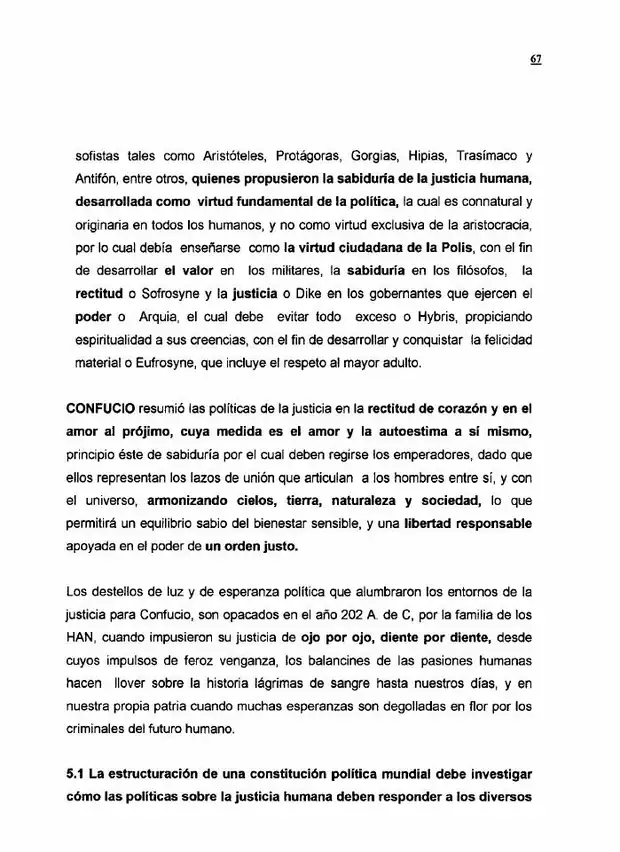 67
sofistas tales como Aristóteles, Protágoras, Gorgias, Hipias, Trasímaco y
Antifón, entre otros, quienes propusieron la sabiduría de la justicia humana,
desarrollada como virtud fundamental de la política, la cual es connatural y
originaria en todos los humanos, y no como virtud exclusiva de la aristocracia,
por lo cual debía enseñarse como la virtud ciudadana de la Polis, con el fin
de desarrollar el valor en los militares, la sabiduría en los filósofos, la
rectitud o Sofrosyne y la justicia o Dike en los gobernantes que ejercen el
poder o Arquia, el cual debe evitar todo exceso o Hybris, propiciando
espiritualidad a sus creencias, con el fin de desarrollar y conquistar la felicidad
material o Eufrosyne, que incluye el respeto al mayor adulto.
CONFUCIO resumió las políticas de la justicia en la rectitud de corazón y en el
amor al prójimo, cuya medida es el amor y la autoestima a sí mismo,
principio éste de sabiduría por el cual deben regirse los emperadores, dado que
ellos representan los lazos de unión que articulan a los hombres entre sí, y con
el universo, armonizando cielos, tierra, naturaleza y sociedad, lo que
permitirá un equilibrio sabio del bienestar sensible, y una libertad responsable
apoyada en el poder de un orden justo.
Los destellos de luz y de esperanza política que alumbraron los entornos de la
justicia para Confucio, son opacados en el año 202 A. de C, por la familia de los
HAN, cuando impusieron su justicia de ojo por ojo, diente por diente, desde
cuyos impulsos de feroz venganza, los balancines de las pasiones humanas
hacen llover sobre la historia lágrimas de sangre hasta nuestros días, y en
nuestra propia patria cuando muchas esperanzas son degolladas en flor por los
criminales del futuro humano.
5.1 La estructuración de una constitución política mundial debe investigar
cómo las políticas sobre la justicia humana deben responder a los diversos